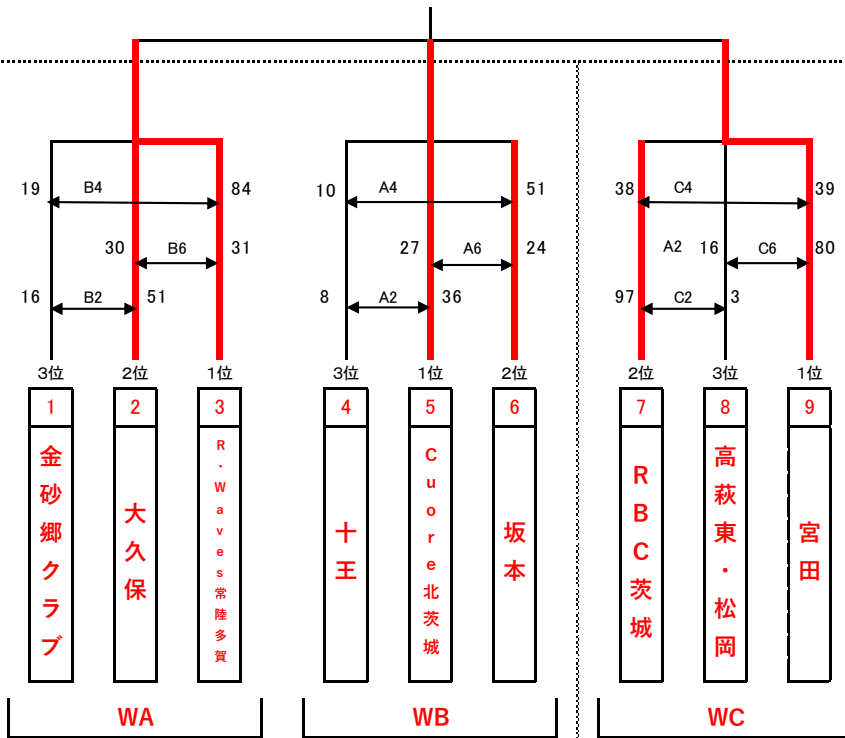 19 B4 84 10 A4 51 38 C4 39
30 B6 31 27 A6 24 A2 16 C6 80
16 B2 51 8 A2 36 97 C2 3
3位 2位 1位 3位 1位 2位 2位 3位 1位
1 2 3 4 5 6 7 8 9
金砂郷クラブ
大久保
R・Waves常陸多賀
十王
Cuore北茨城
坂本
RBC茨城
高萩東・松岡
宮田
WA WB WC